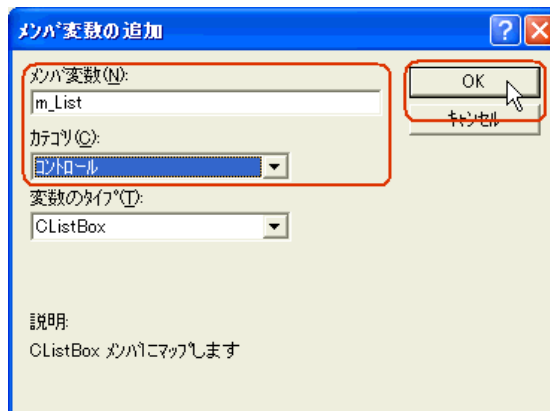 メンバ変数の追加
メンバ変数(N):
m_List
OK
キャンセル
カテゴリ(C):
コントロール
変数のタイプ(T):
CListBox
説明:
CListBox メンバにマップします